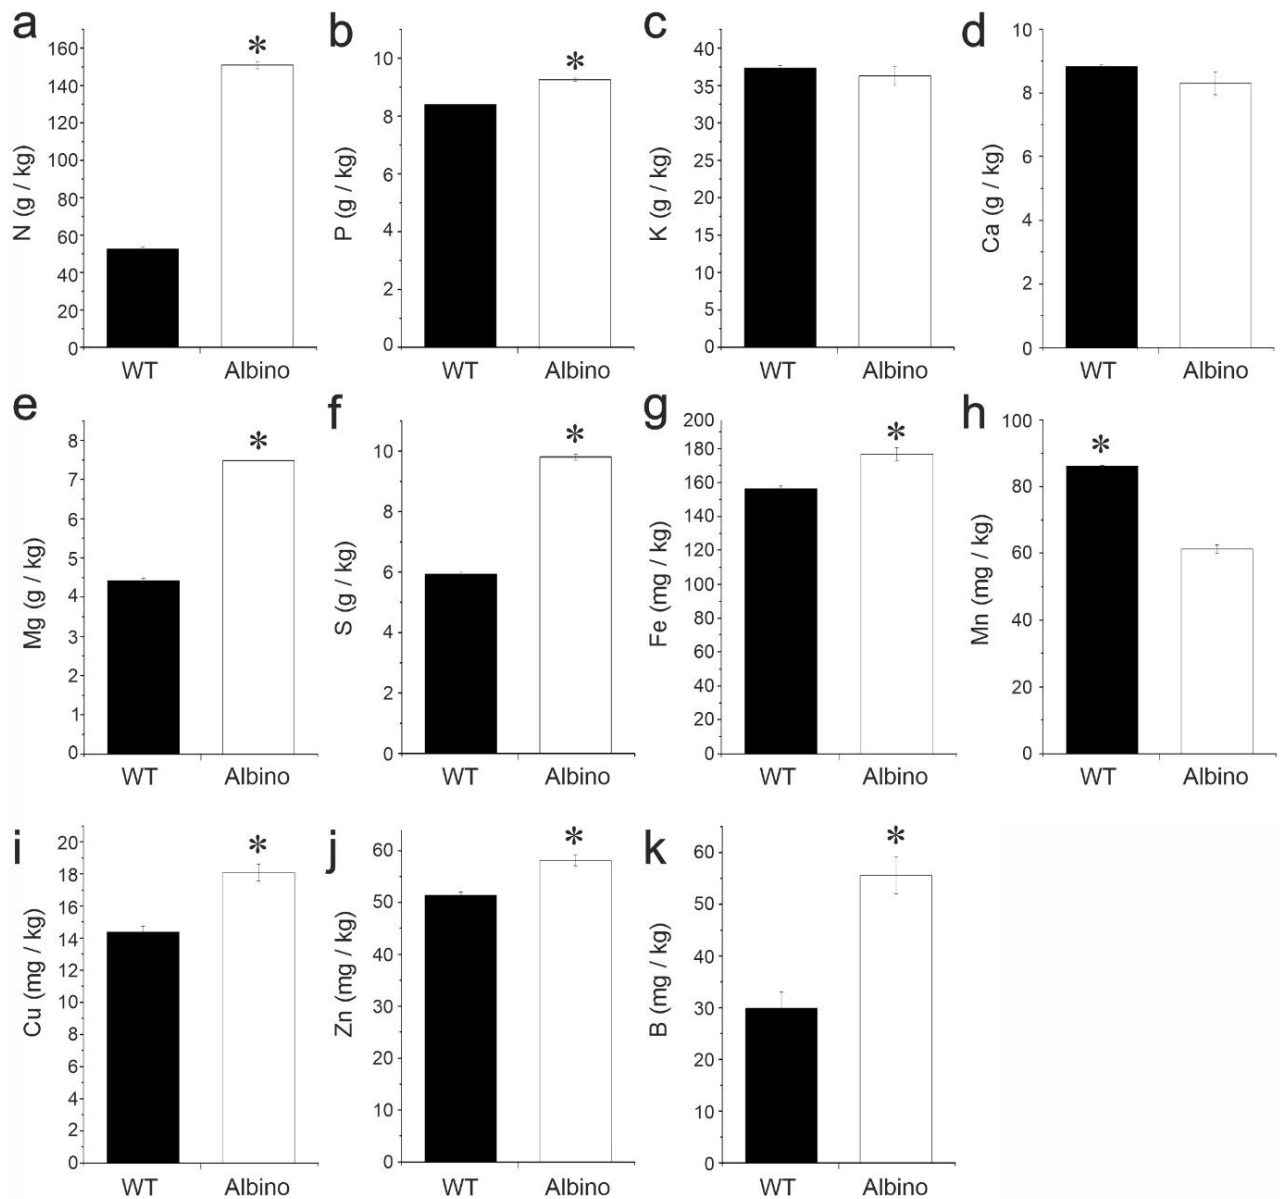 a
N (g / kg)
160
140
120
100
80
60
40
20
0
*
WT Albino
b
P (g / kg)
10
8
6
4
2
0
*
WT Albino
c
K (g / kg)
40
35
30
25
20
15
10
5
0
WT Albino
d
Ca (g / kg)
10
8
6
4
2
0
WT Albino
e
Mg (g / kg)
8
7
6
5
4
3
2
1
0
*
WT Albino
f
S (g / kg)
10
8
6
4
2
0
*
WT Albino
g
Fe (mg / kg)
200
180
160
140
120
100
80
60
40
20
0
*
WT Albino
h
Mn (mg / kg)
100
80
60
40
20
0
*
WT Albino
i
Cu (mg / kg)
20
18
16
14
12
10
8
6
4
2
0
*
WT Albino
j
Zn (mg / kg)
60
50
40
30
20
10
0
*
WT Albino
k
B (mg / kg)
60
50
40
30
20
10
0
*
WT Albino